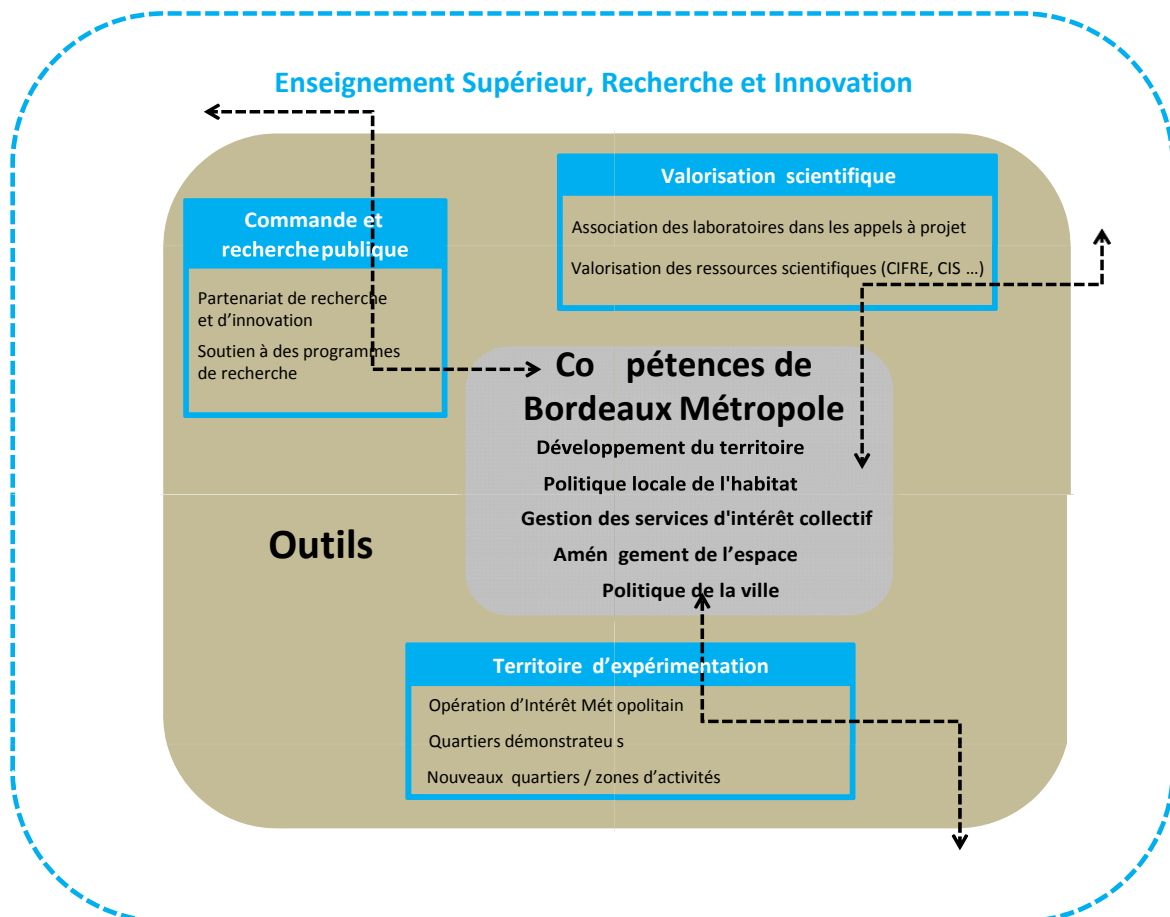 Enseignement Supérieur, Recherche et Innovation
Valorisation scientifique
Association des laboratoires dans les appels à projet
Valorisation des ressources scientifiques (CIFRE, CIS ...)
Commande et
recherche publique
Partenariat de recherche
et d’innovation
Soutien à des programmes
de recherche
Co pétences de
Bordeaux Métropole
Développement du territoire
Politique locale de l'habitat
Gestion des services d'intérêt collectif
Amén gement de l’espace
Politique de la ville
Outils
Territoire d’expérimentation
Opération d’Intérêt Mét opolitain
Quartiers démonstrateu s
Nouveaux quartiers / zones d’activités